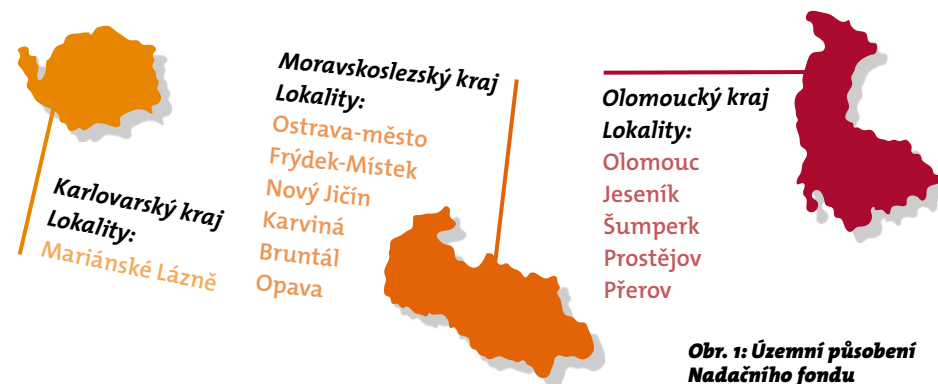 Karlovarský kraj
Lokality:
Mariánské Lázně
Moravskoslezský kraj
Lokality:
Ostrava-město
Frýdek-Místek
Nový Jičín
Karviná
Bruntál
Opava
Olomoucký kraj
Lokality:
Olomouc
Jeseník
Šumperk
Prostějov
Přerov
Obr. 1: Územní působení
Nadačního fondu